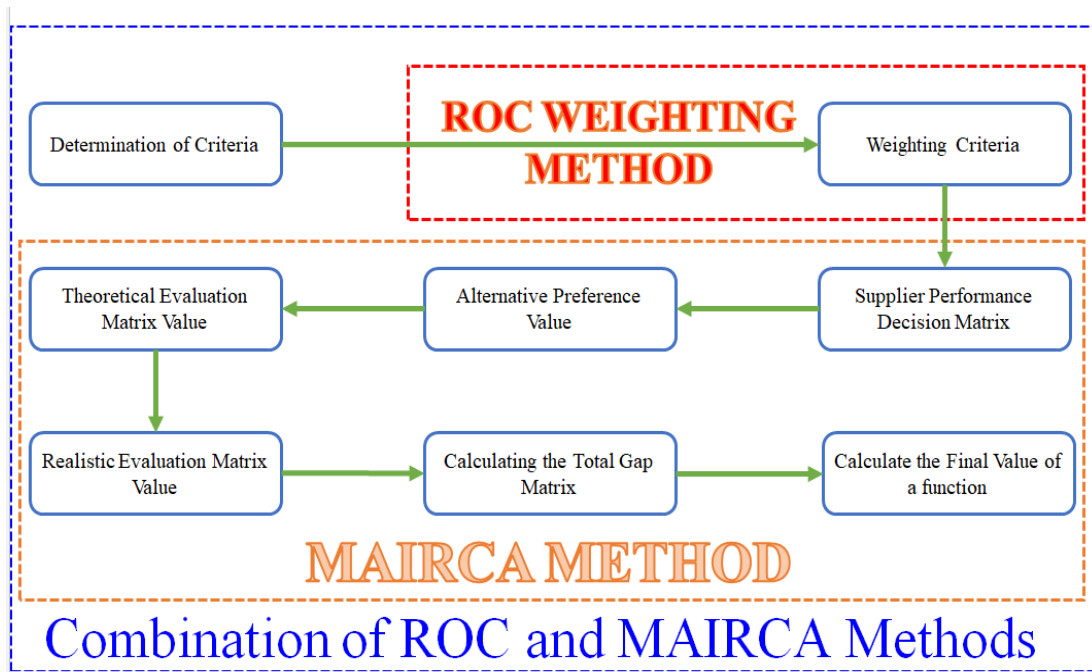 ROC WEIGHTING
METHOD
Determination of Criteria
Weighting Criteria
Theoretical Evaluation
Matrix Value
Alternative Preference
Value
Supplier Performance
Decision Matrix
Realistic Evaluation Matrix
Value
Calculating the Total Gap
Matrix
Calculate the Final Value of
a function
MAIRCA METHOD
Combination of ROC and MAIRCA Methods